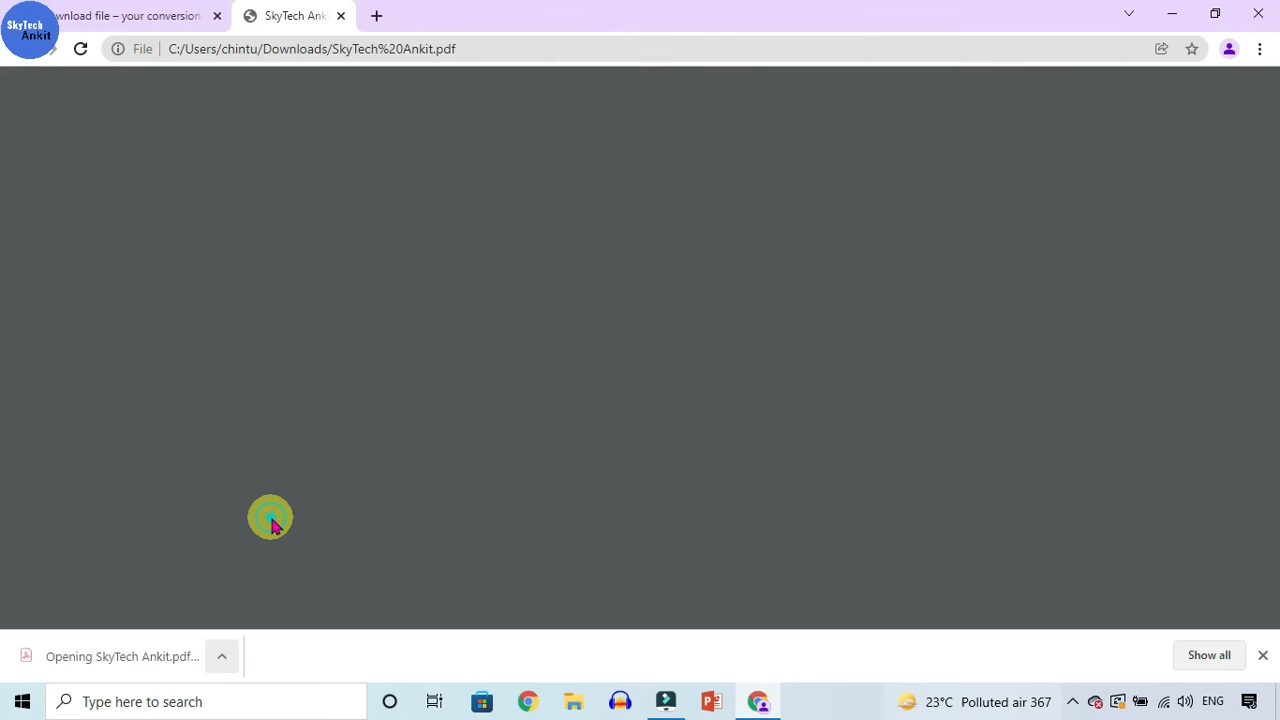 wnload file – your conversion
SkyTech Anki
SkyTech
Ankit
File
C:/Users/chintu/Downloads/SkyTech%20Ankit.pdf
Opening SkyTech Ankit.pdf...
Show all
Type here to search
23°C Polluted air 367
ENG